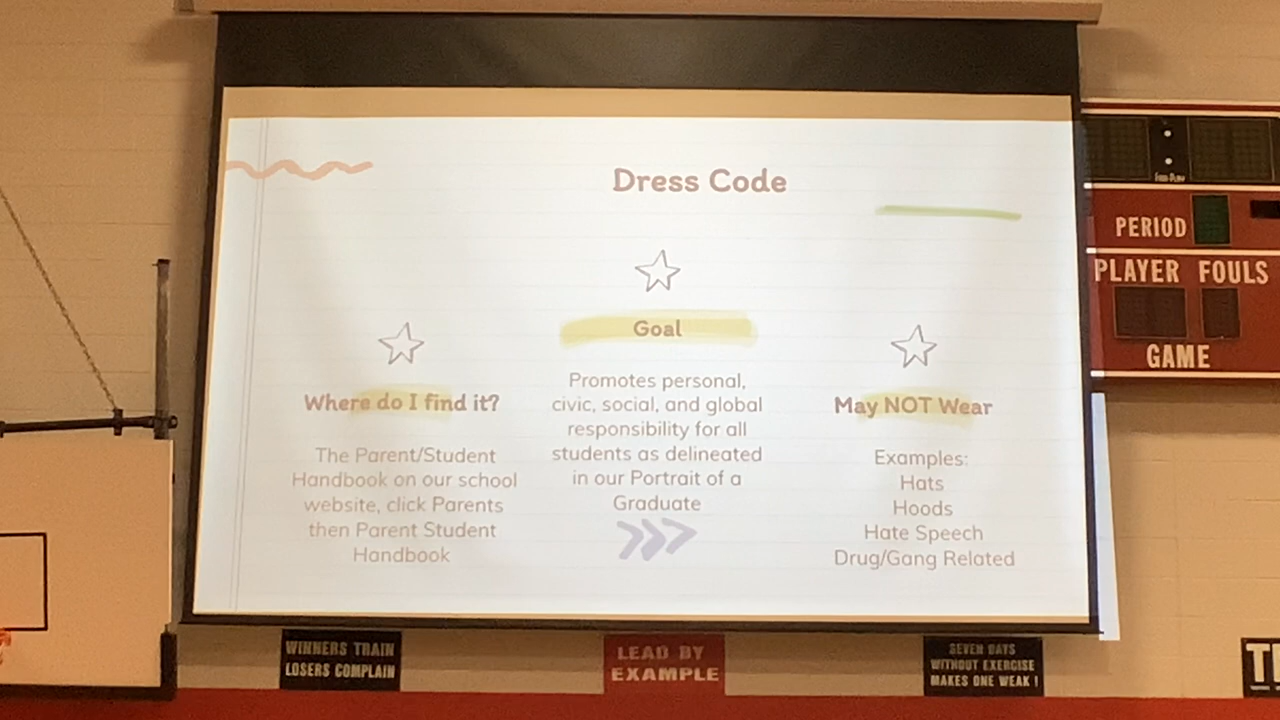 Dress Code
Where do I find it?
The Parent/Student
Handbook on our school
website, click Parents
then Parent Student
Handbook
Goal
Promotes personal,
civic, social, and global
responsibility for all
students as delineated
in our Portrait of a
Graduate
May NOT Wear
Examples:
Hats
Hoods
Hate Speech
Drug/Gang Related
PERIOD
PLAYER FOULS
GAME
WINNERS TRAIN
LOSERS COMPLAIN
LEAD BY
EXAMPLE
SEVEN DAYS
WITHOUT EXERCISE
MAKES ONE WEAK !